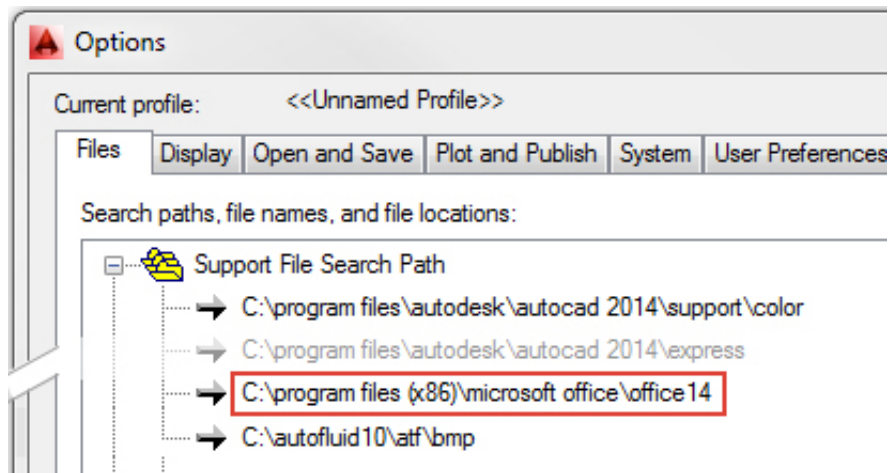 Options
Current profile: <<Unnamed Profile>>
Files Display Open and Save Plot and Publish System User Preferences
Search paths, file names, and file locations:
Support File Search Path
C:\program files\autodesk\autocad 2014\support\color
C:\program files\autodesk\autocad 2014\express
C:\program files (x86)\microsoft office\office14
C:\autofluid10\atf\bmp